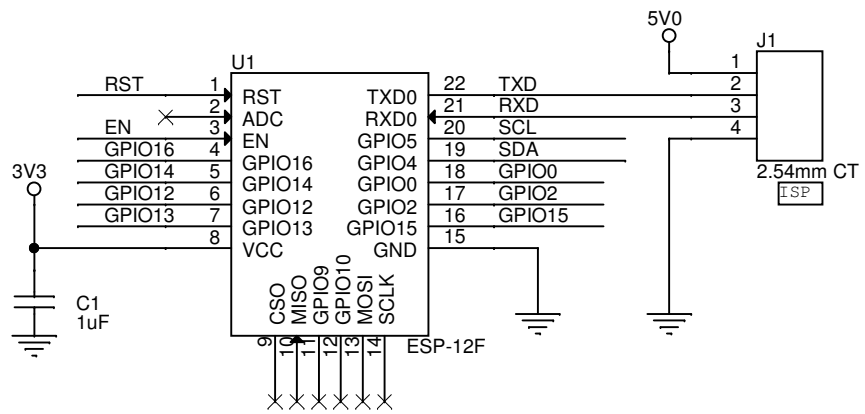 5V0
U1
J1
1
RST 1 RST TXD0 22 TXD 2
2 ADC RXD0 21 RXD 3
EN 3 EN GPIO5 20 SCL 4
GPIO16 4 GPIO16 GPIO4 19 SDA
3V3 GPIO14 5 GPIO14 GPIO0 18 GPIO0 2.54mm CT
GPIO12 6 GPIO12 GPIO2 17 GPIO2 ISP
GPIO13 7 GPIO13 GPIO15 16 GPIO15
8 VCC GND 15
CSO MISO GPIO9 GPIO10 MOSI SCLK
C1
1uF
9 10 11 12 13 14 ESP-12F